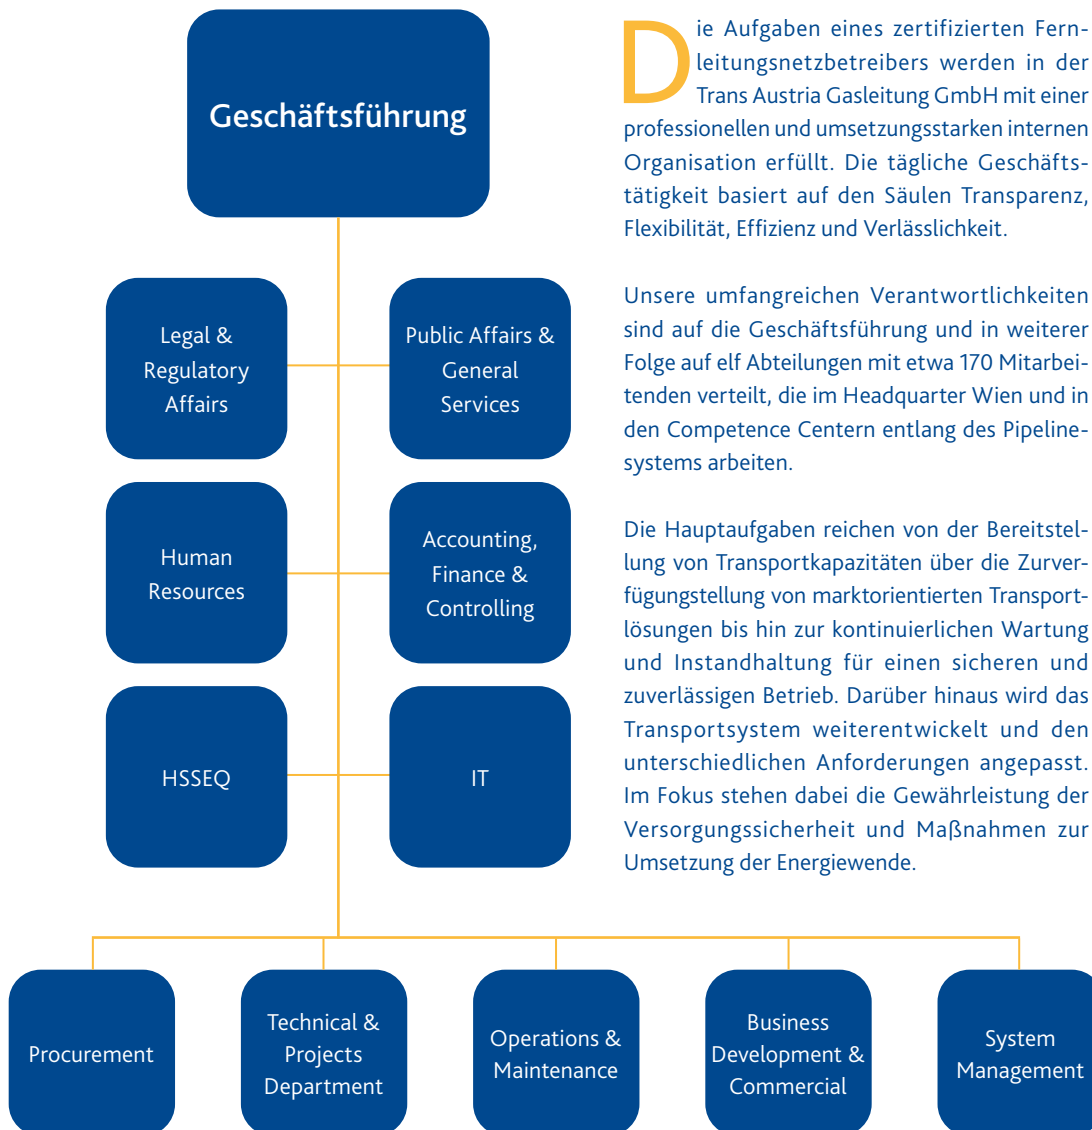 Geschäftsführung
Legal &
Regulatory
Affairs
Public Affairs &
General
Services
Human
Resources
Accounting,
Finance &
Controlling
HSSEQ
IT
Procurement
Technical &
Projects
Department
Operations &
Maintenance
Business
Development &
Commercial
System
Management
Die Aufgaben eines zertifizierten Fern-
leitungsnetzbetreibers werden in der
Trans Austria Gasleitung GmbH mit einer
professionellen und umsetzungsstarken internen
Organisation erfüllt. Die tägliche Geschäfts-
tätigkeit basiert auf den Säulen Transparenz,
Flexibilität, Effizienz und Verlässlichkeit.
Unsere umfangreichen Verantwortlichkeiten
sind auf die Geschäftsführung und in weiterer
Folge auf elf Abteilungen mit etwa 170 Mitarbei-
tenden verteilt, die im Headquarter Wien und in
den Competence Centern entlang des Pipeline-
systems arbeiten.
Die Hauptaufgaben reichen von der Bereitstel-
lung von Transportkapazitäten über die Zurver-
fügungstellung von marktorientierten Transport-
lösungen bis hin zur kontinuierlichen Wartung
und Instandhaltung für einen sicheren und
zuverlässigen Betrieb. Darüber hinaus wird das
Transportsystem weiterentwickelt und den
unterschiedlichen Anforderungen angepasst.
Im Fokus stehen dabei die Gewährleistung der
Versorgungssicherheit und Maßnahmen zur
Umsetzung der Energiewende.